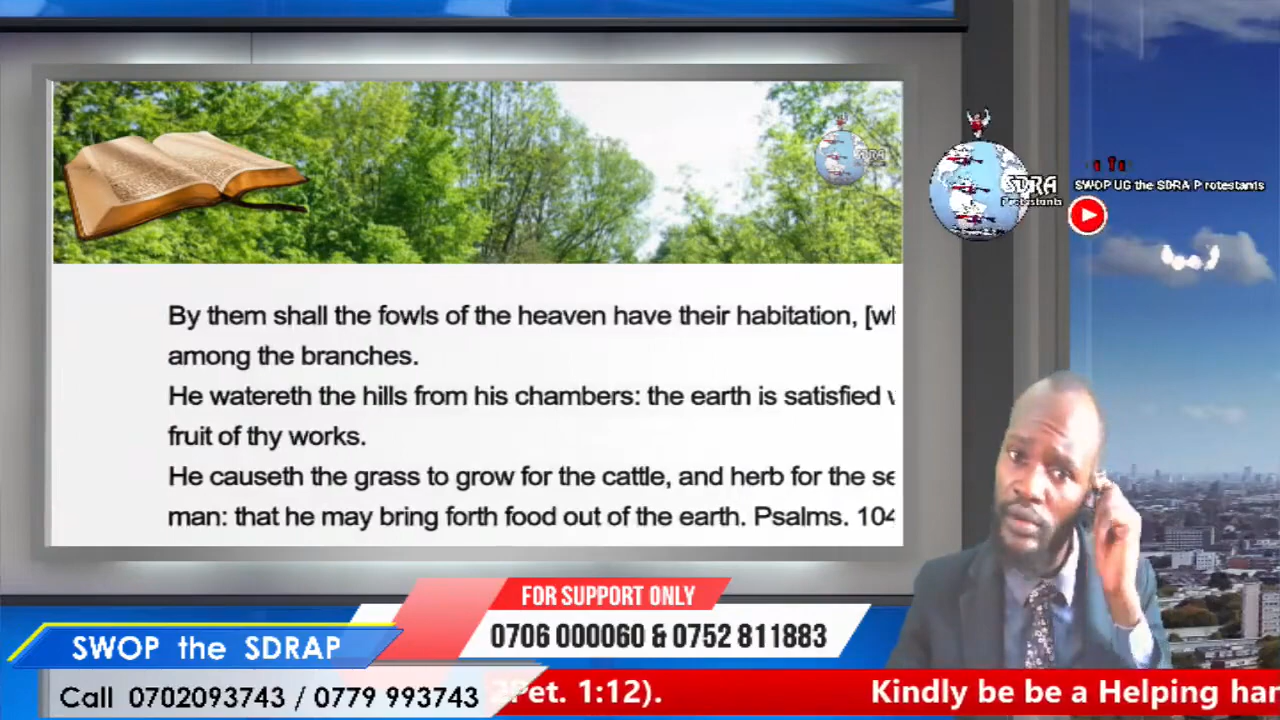 By them shall the fowls of the heaven have their habitation,
among the branches.
He watereth the hills from his chambers: the earth is satisfied
fruit of thy works.
He causeth the grass to grow for the cattle, and herb for the
man: that he may bring forth food out of the earth. Psalms. 104
SDRA
SDRA
Protestants
SWOP UG the SDRA Protestants
FOR SUPPORT ONLY
0706 000060 & 0752 811883
SWOP the SDRAP
Call 0702093743 / 0779 993743
2Pet. 1:12).
Kindly be be a Helping